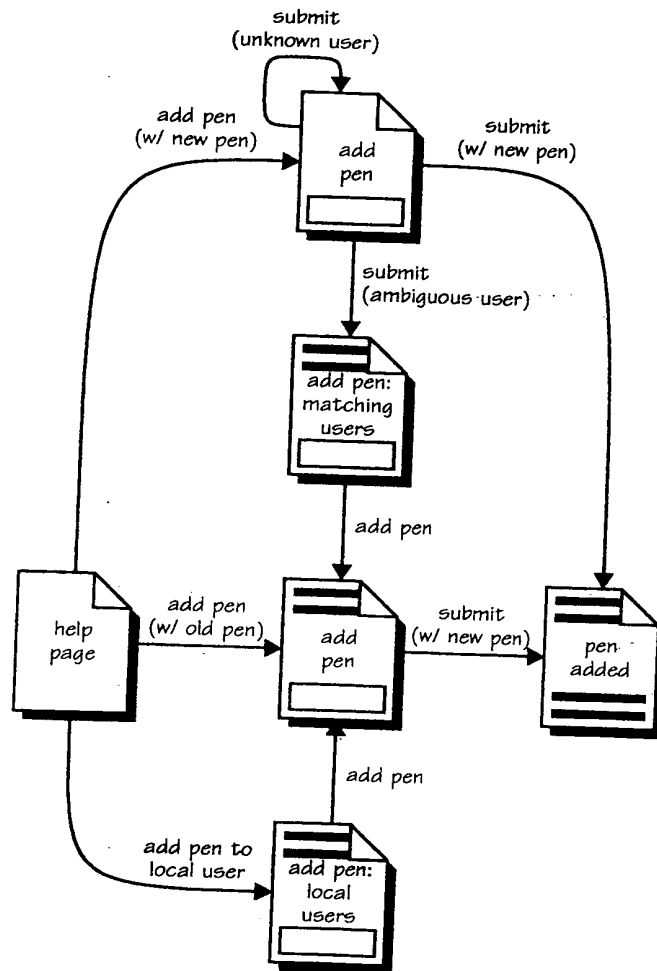 submit
(unknown user)
add pen
(w/ new pen)
add
pen
submit
(w/ new pen)
submit
(ambiguous user)
add pen:
matching
users
add pen
help
page
add pen
(w/ old pen)
add
pen
submit
(w/ new pen)
pen
added
add pen
add pen to
local user
add pen:
local
users